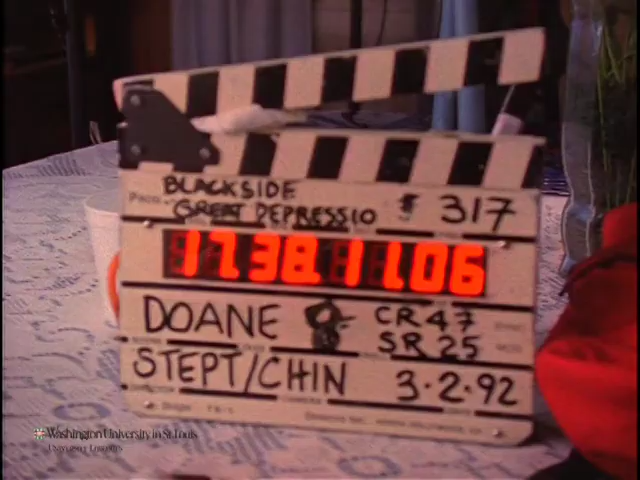 BLACKSIDE
GREAT DEPRESSIO
# 317
17.38.11.06
DOANE
CR 47
SR 25
STEPT/CHIN
3.2.92
Washington University in St. Louis